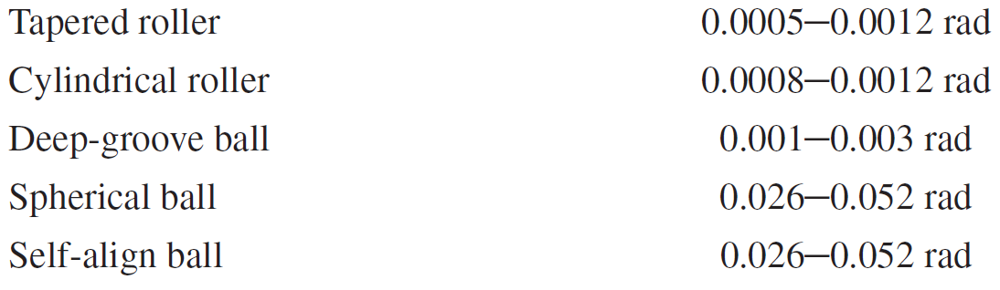 Tapered roller 0.0005–0.0012 rad
Cylindrical roller 0.0008–0.0012 rad
Deep-groove ball 0.001–0.003 rad
Spherical ball 0.026–0.052 rad
Self-align ball 0.026–0.052 rad